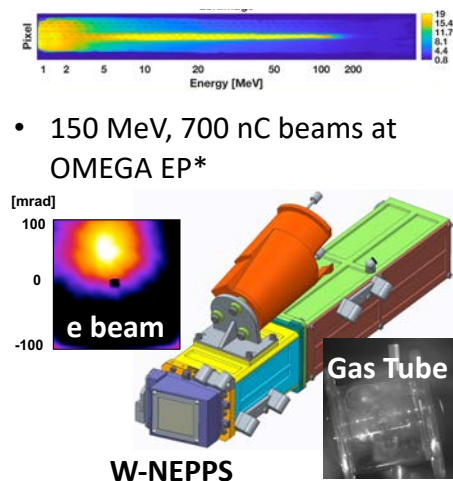 19
15.4
11.7
8.1
4.4
0.8
Pixel
1 2 5 10 20 50 100 200
Energy [MeV]
• 150 MeV, 700 nC beams at
OMEGA EP*
[mrad]
100
0
-100
e beam
Gas Tube
W-NEPPS